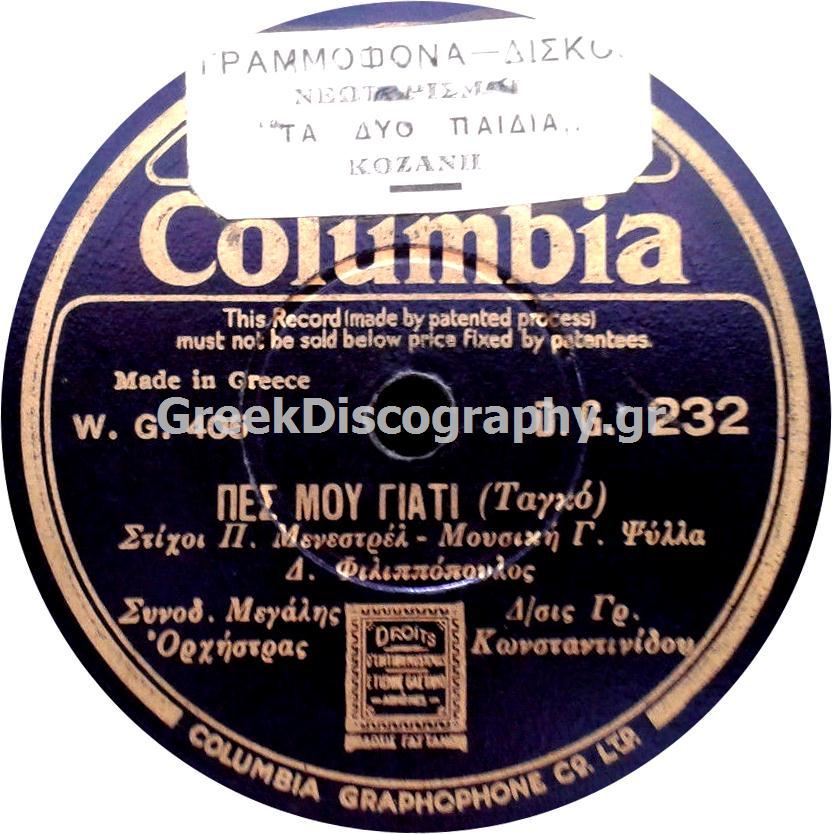 ΓΡΑΜΜΟΦΩΝΑ—ΔΙΣΚΟ
"ΤΑ ΔΥΟ ΠΑΙΔΙΑ„
ΚΟΖΑΝΗ
Columbia
This Record (made by patented process)
must not be sold below price fixed by patentees.
Made in Greece
GreekDiscography.gr
W. G. D. G. 232
ΠΕΣ ΜΟΥ ΓΙΑΤΙ (Ταγκό)
Στίχοι Π. Μενεστρέλ - Μουσική Γ. Ψύλλα
Δ. Φιλιππόπουλος
Συνοδ. Μεγάλης Δ/σις Γρ.
Ὀρχήστρας Κωνσταντινίδου
DROITS
COLUMBIA GRAPHOPHONE CO. LTD.